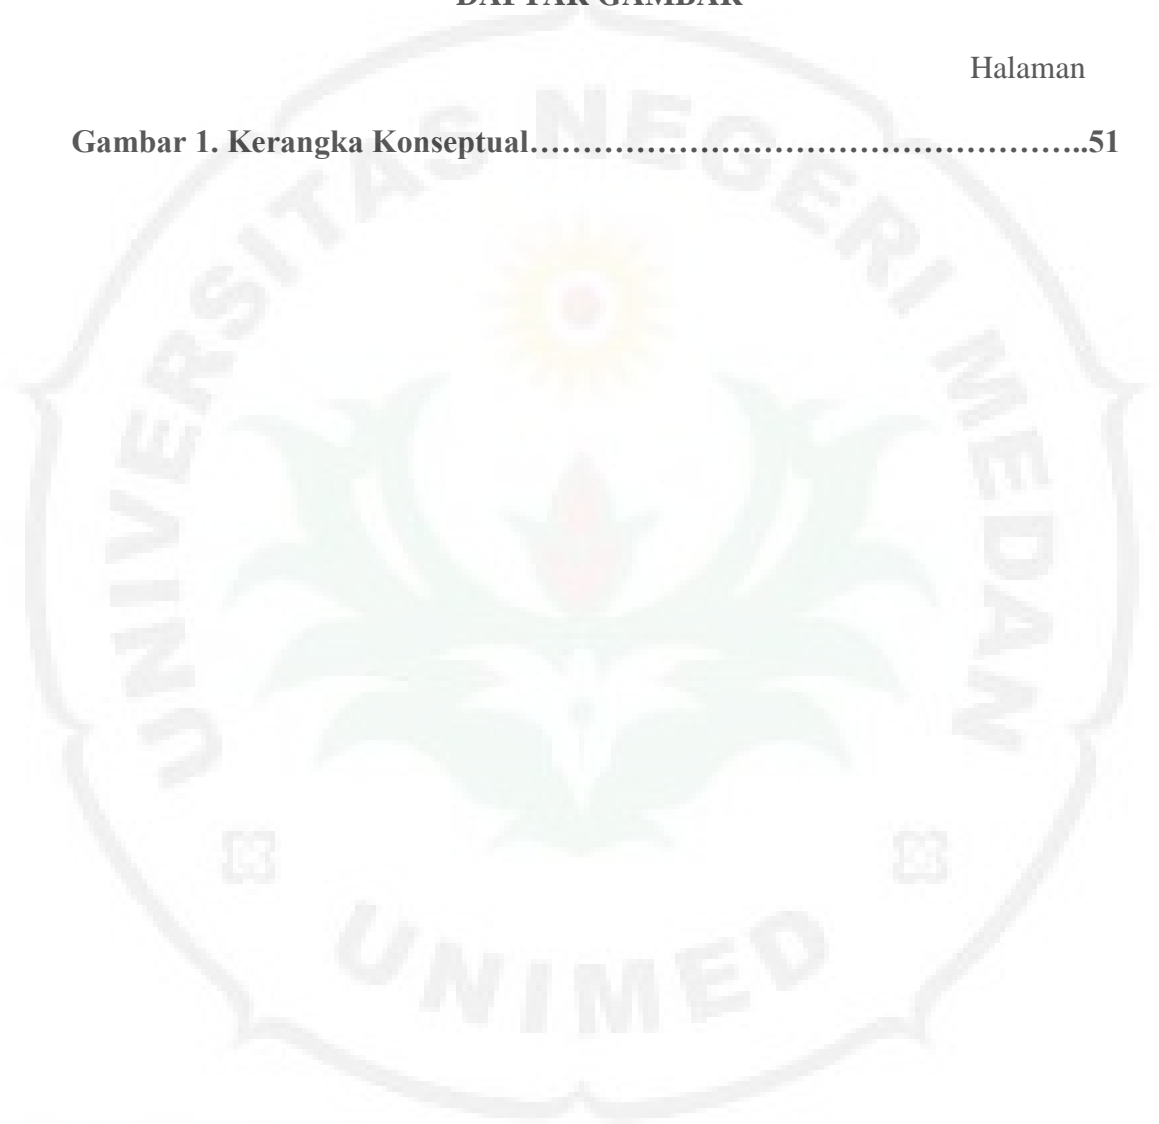 DAFTAR GAMBAR
Halaman
Gambar 1. Kerangka Konseptual……………………………………………..51
UNIVERSITAS NEGERI MEDAN
UNIMED